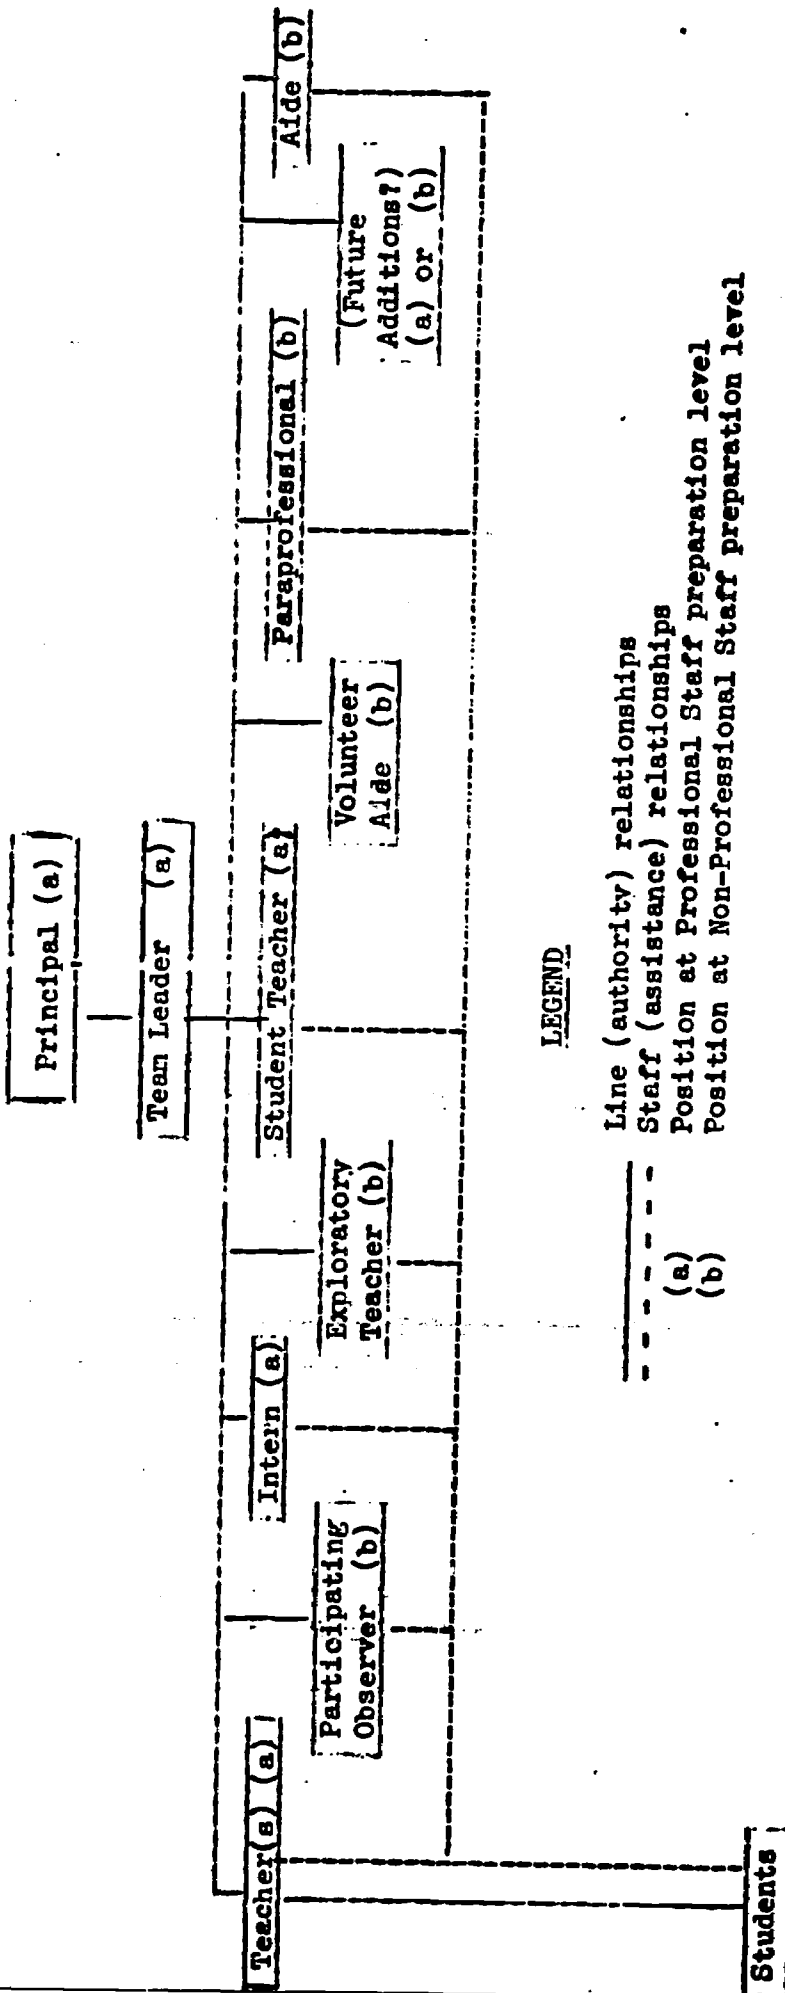 Principal (a)
Team Leader (a)
Teacher(s) (a)
Intern (a)
Student Teacher (a)
Paraprofessional (b)
Aide (b)
Participating
Observer (b)
Exploratory
Teacher (b)
Volunteer
Aide (b)
(Future
Additions?)
(a) or (b)
Students
LEGEND
Line (authority) relationships
Staff (assistance) relationships
(a) Position at Professional Staff preparation level
(b) Position at Non-Professional Staff preparation level